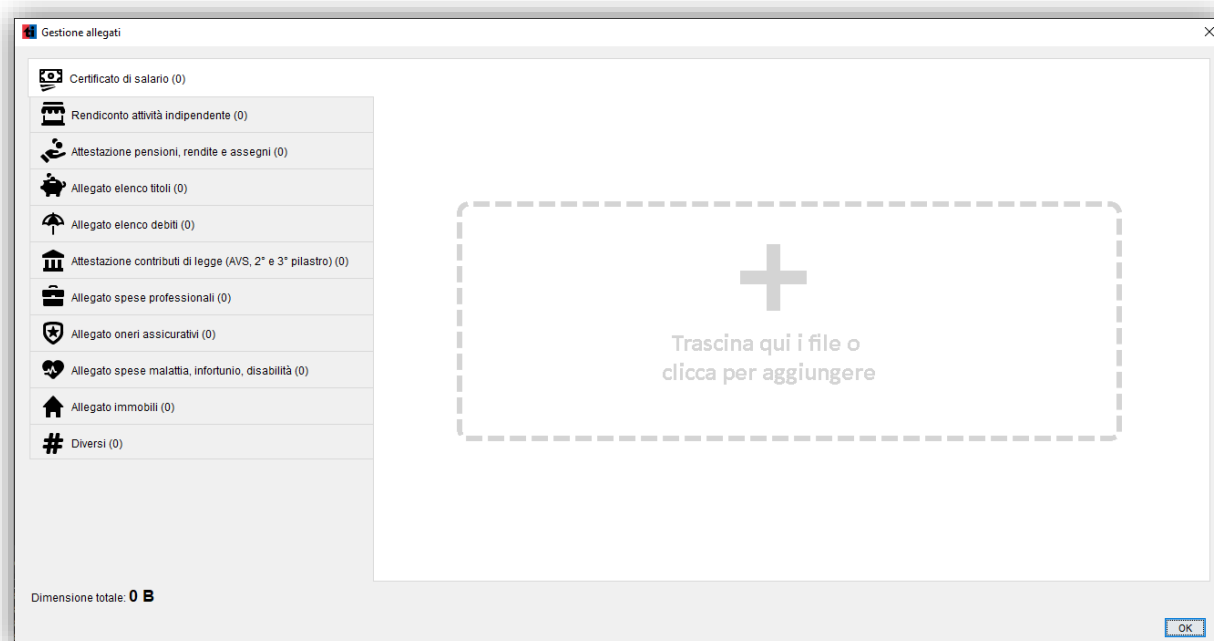 ti Gestione allegati
Certificato di salario (0)
Rendiconto attività indipendente (0)
Attestazione pensioni, rendite e assegni (0)
Allegato elenco titoli (0)
Allegato elenco debiti (0)
Attestazione contributi di legge (AVS, 2° e 3° pilastro) (0)
Allegato spese professionali (0)
Allegato oneri assicurativi (0)
Allegato spese malattia, infortunio, disabilità (0)
Allegato immobili (0)
Diversi (0)
Trascina qui i file o
clicca per aggiungere
Dimensione totale: 0 B
OK